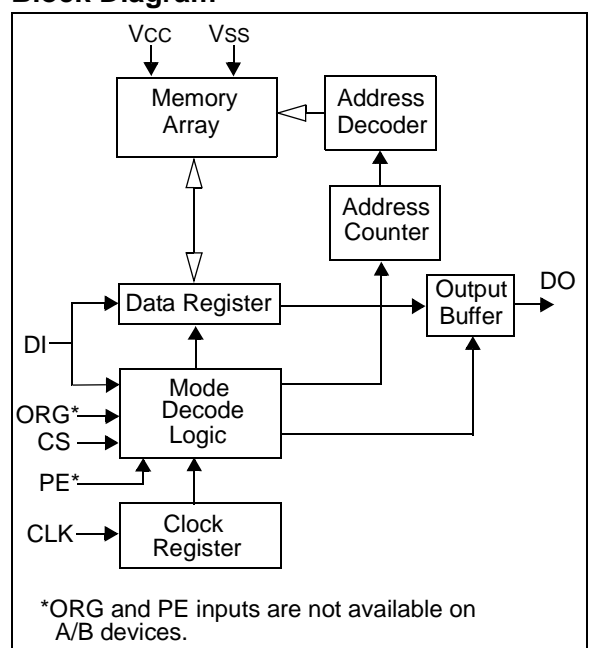 Block Diagram
VCC
VSS
Memory
Array
Address
Decoder
Address
Counter
Data Register
Output
Buffer
DO
DI
Mode
Decode
Logic
ORG*
CS
PE*
CLK
Clock
Register
*ORG and PE inputs are not available on
A/B devices.